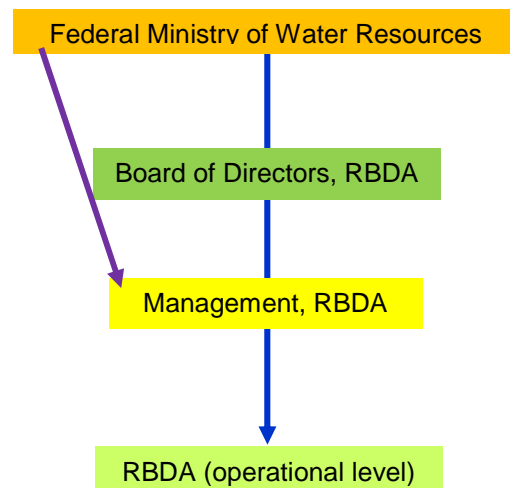 Federal Ministry of Water Resources
Board of Directors, RBDA
Management, RBDA
RBDA (operational level)